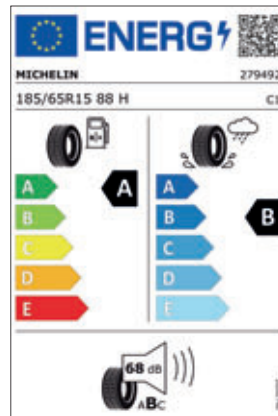 ENERG
MICHELIN 279492
185/65R15 88 H C1
A A A B
B B
C C
D D
E E
68 dB
ABC